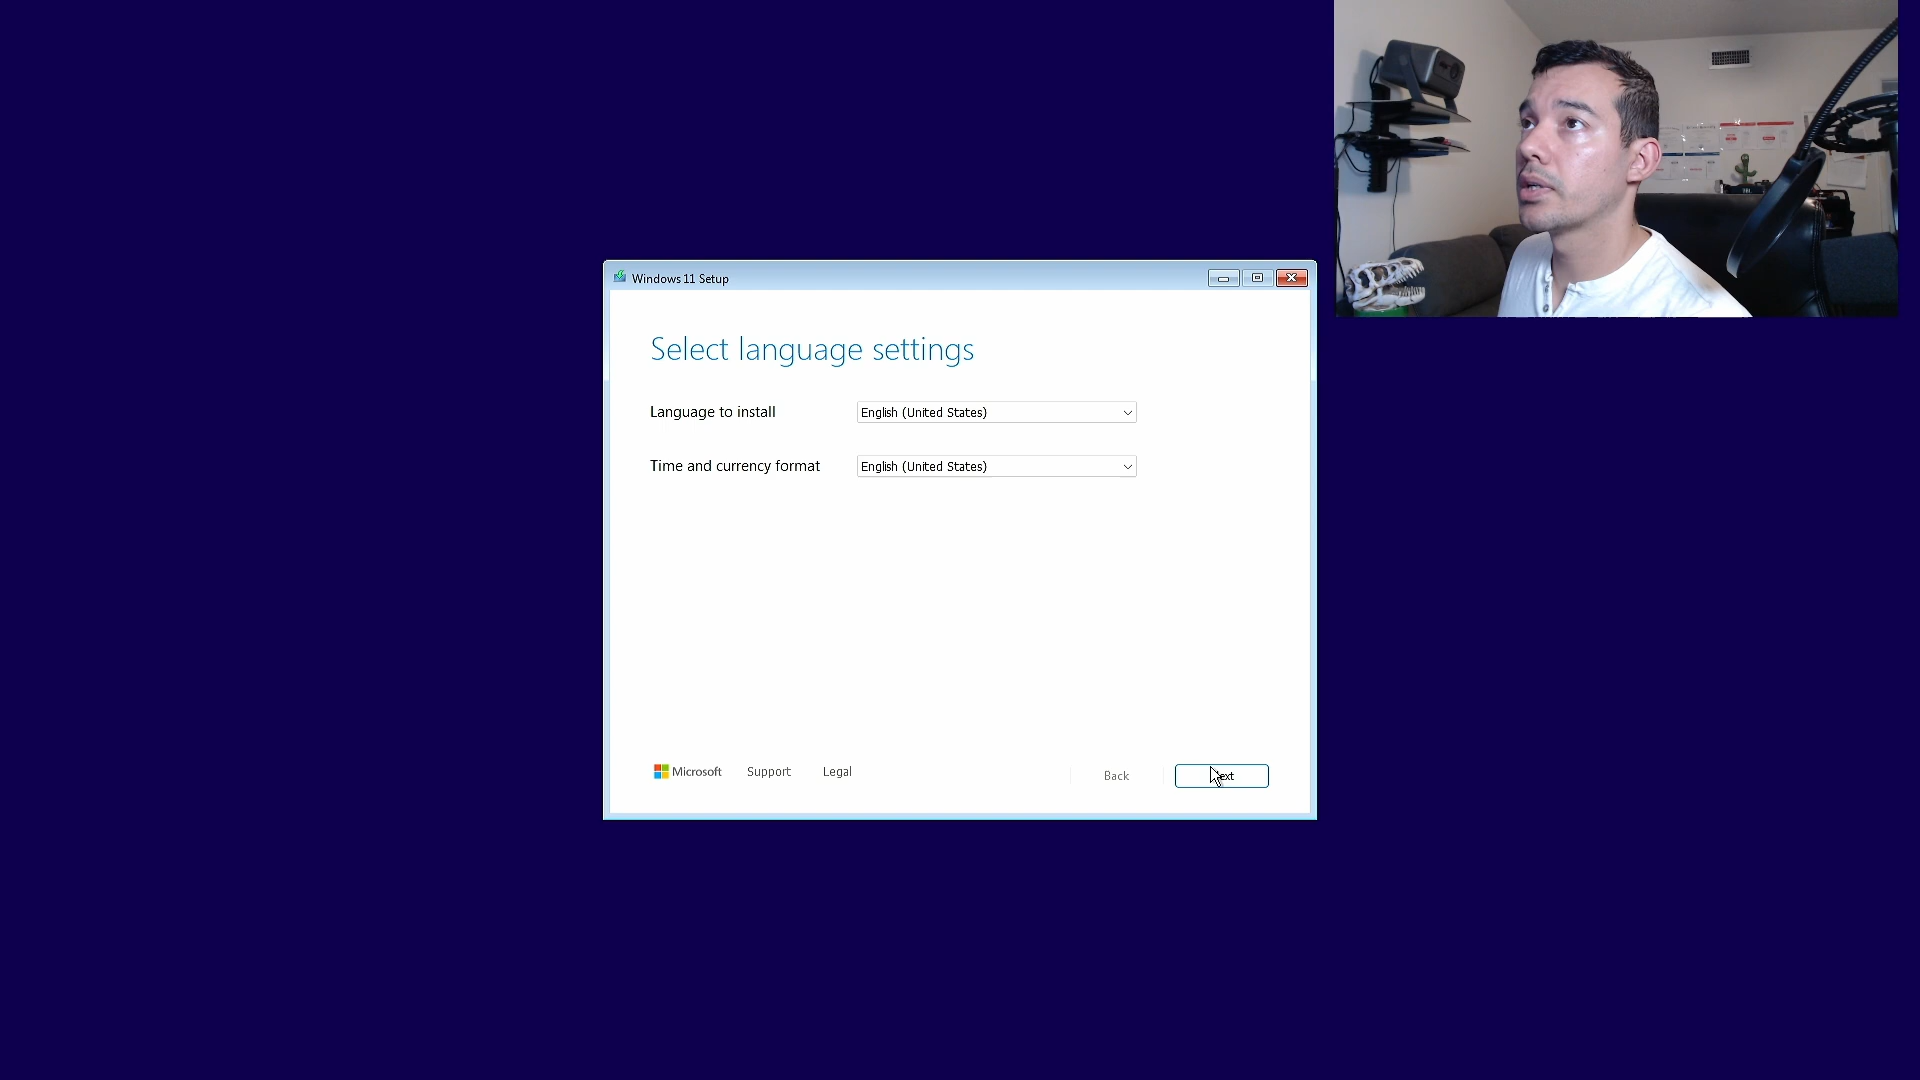 Windows 11 Setup
Select language settings
Language to install
English (United States)
Time and currency format
English (United States)
Microsoft
Support
Legal
Back